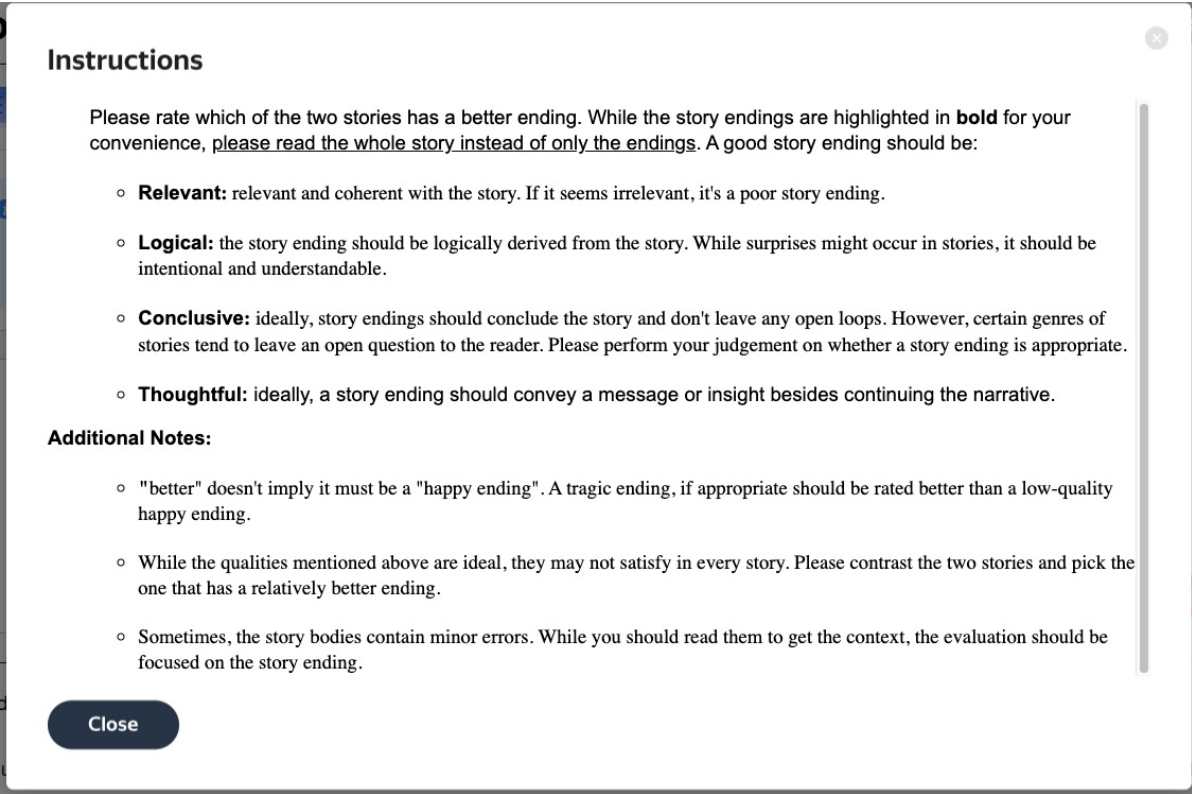 Instructions
Please rate which of the two stories has a better ending. While the story endings are highlighted in bold for your
convenience, please read the whole story instead of only the endings. A good story ending should be:
Relevant: relevant and coherent with the story. If it seems irrelevant, it's a poor story ending.
Logical: the story ending should be logically derived from the story. While surprises might occur in stories, it should be
intentional and understandable.
Conclusive: ideally, story endings should conclude the story and don't leave any open loops. However, certain genres of
stories tend to leave an open question to the reader. Please perform your judgement on whether a story ending is appropriate.
Thoughtful: ideally, a story ending should convey a message or insight besides continuing the narrative.
Additional Notes:
"better" doesn't imply it must be a "happy ending". A tragic ending, if appropriate should be rated better than a low-quality
happy ending.
While the qualities mentioned above are ideal, they may not satisfy in every story. Please contrast the two stories and pick the
one that has a relatively better ending.
Sometimes, the story bodies contain minor errors. While you should read them to get the context, the evaluation should be
focused on the story ending.
Close